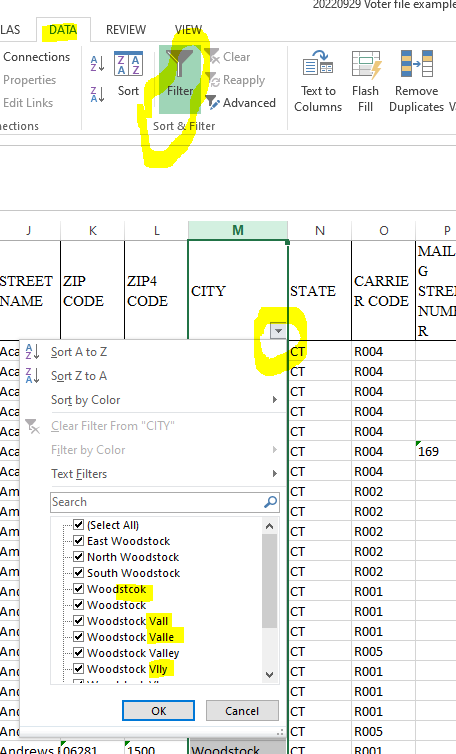 20220929 Voter file example
LAS DATA REVIEW VIEW
Connections
Properties
Edit Links
nections
Sort
Filter
Clear
Reapply
Advanced
Sort & Filter
Text to
Columns
Flash
Fill
Remove
Duplicates
J K L M N O P
STREET
NAME
ZIP
CODE
ZIP4
CODE
CITY
STATE
CARRIE
R CODE
MAIL
G
STRE
NUM
R
Aca CT R004
Aca CT R004
Aca CT R004
Aca CT R004
Aca CT R004
Aca CT R004 169
Aca CT R004
Am CT R002
Am CT R002
Am CT R002
Am CT R002
Am CT R002
And CT R001
And CT R001
And CT R001
And CT R005
And CT R001
And CT R001
And CT R001
And CT R005
Andrews 06281 1500 Woodstock CT R001
Sort A to Z
Sort Z to A
Sort by Color
Clear Filter From "CITY"
Filter by Color
Text Filters
Search
(Select All)
East Woodstock
North Woodstock
South Woodstock
Woodstcok
Woodstock
Woodstock Vall
Woodstock Valle
Woodstock Valley
Woodstock Vlly
OK Cancel